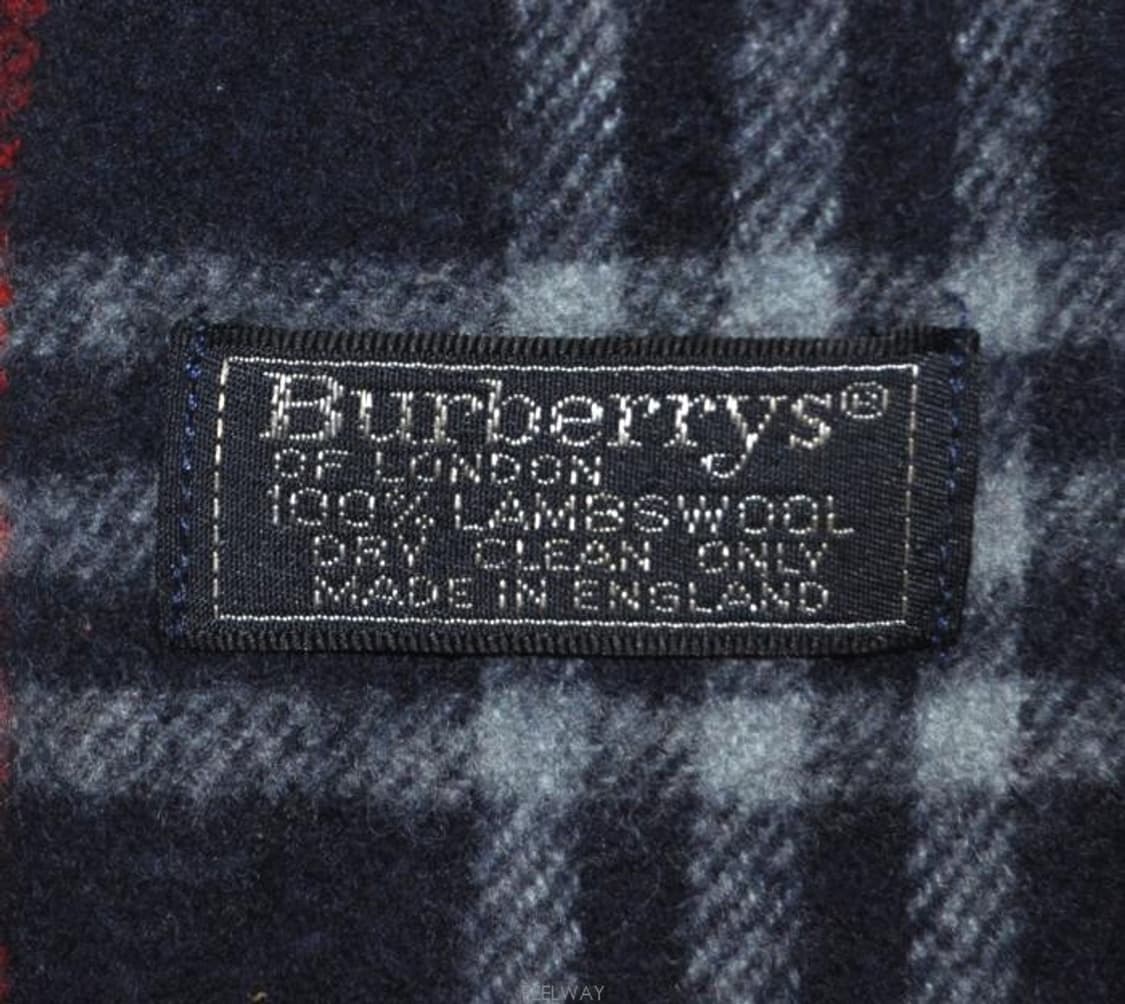 Burberrys®
OF LONDON
100% LAMBSWOOL
DRY CLEAN ONLY
MADE IN ENGLAND